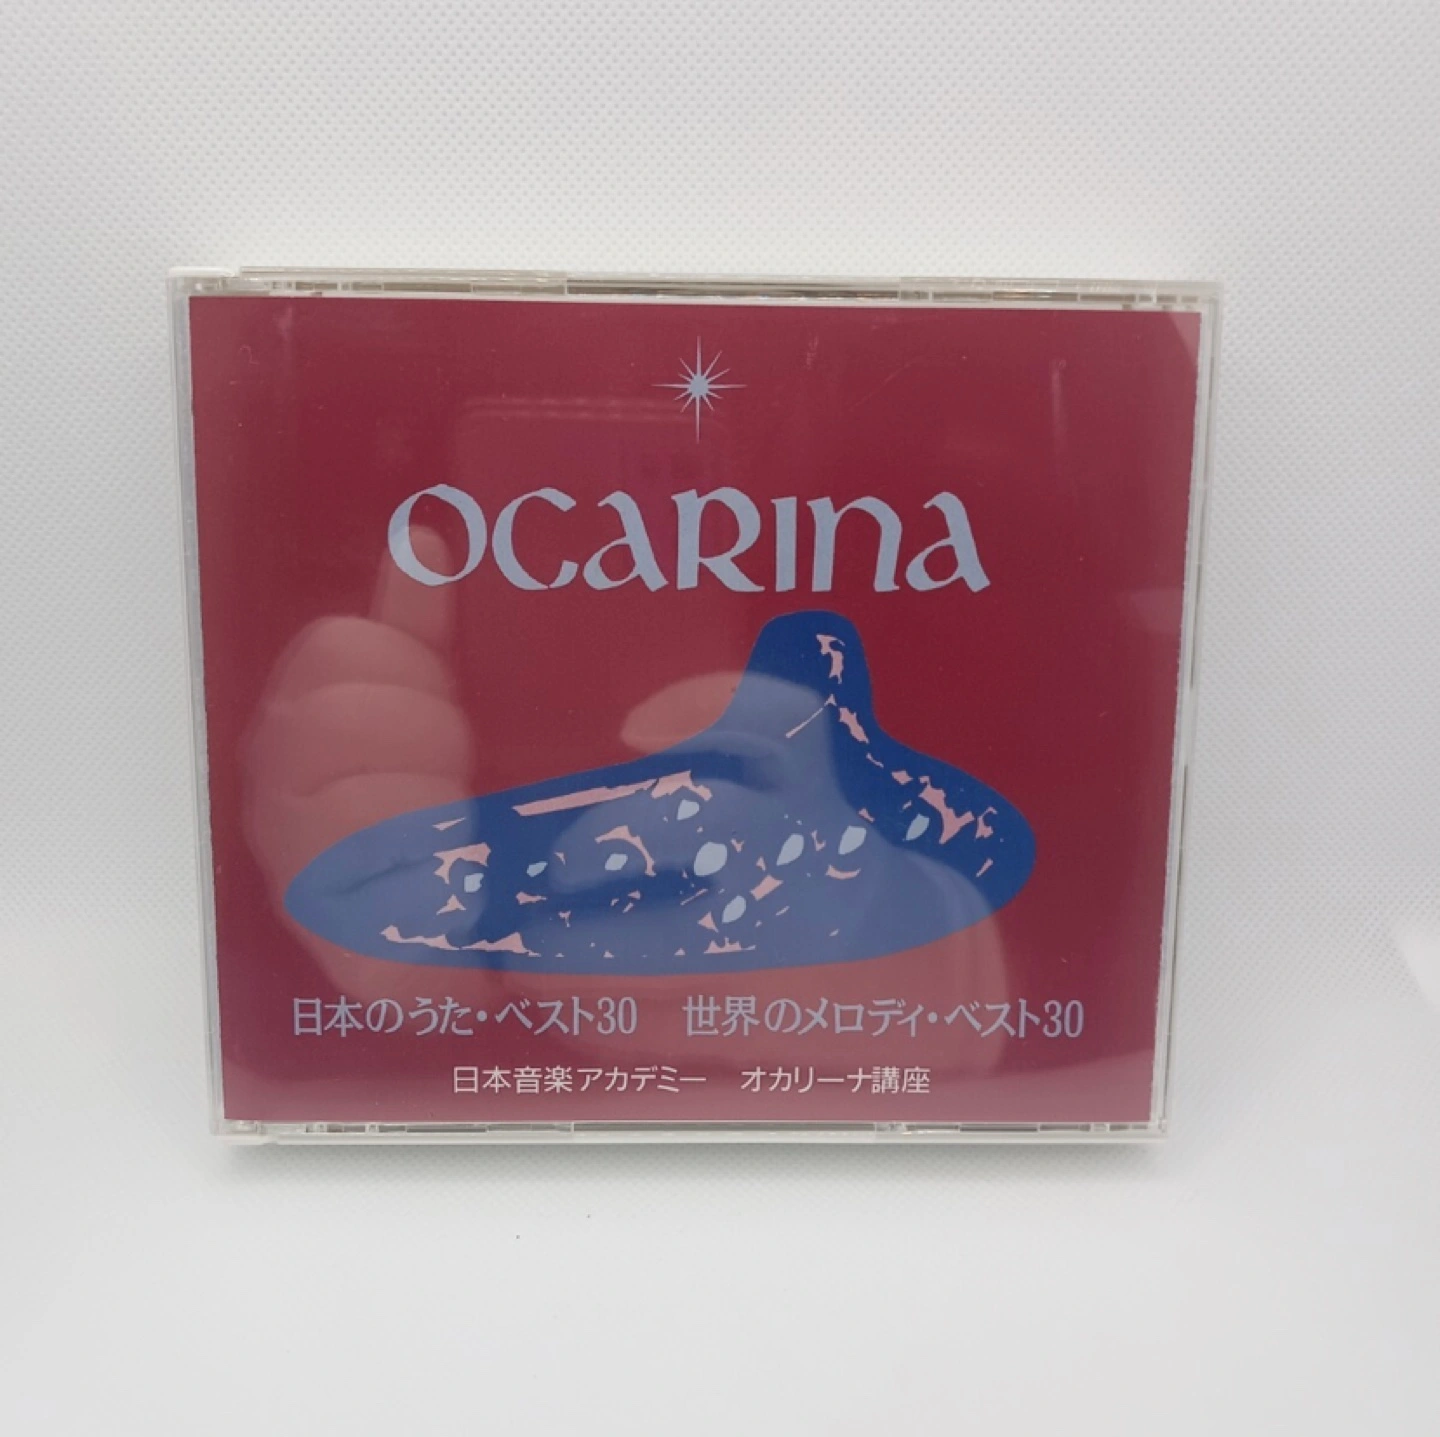 OCARINA
日本のうた・ベスト30　世界のメロディ・ベスト30
日本音楽アカデミー　オカリーナ講座